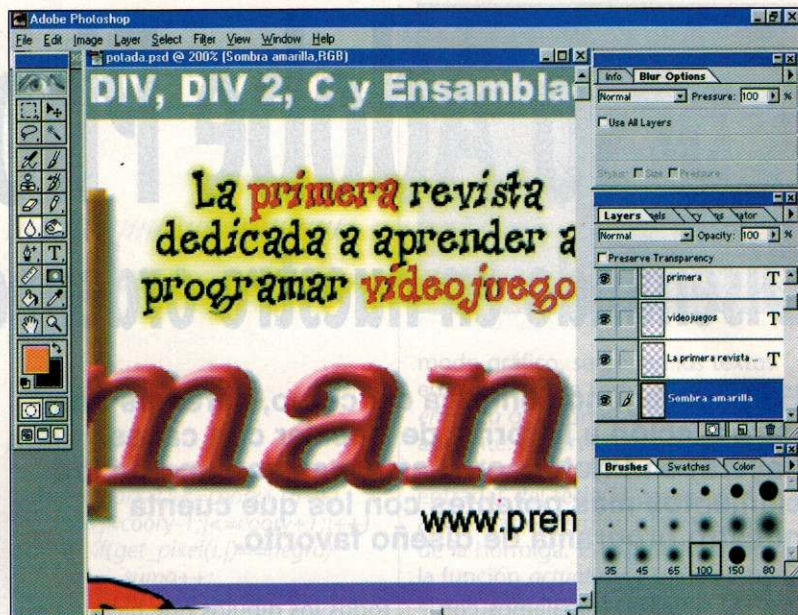 Adobe Photoshop
File Edit Image Layer Select Filter View Window Help
potada.psd @ 200% (Sombra amarilla,RGB)
DIV, DIV 2, C y Ensambla
La primera revista
dedicada a aprender a
programar videojuego
man
www.pren
Info Blur Options
Normal Pressure: 100 %
Use All Layers
Stylus: Size Pressure
Layers
Normal Opacity: 100 %
Preserve Transparency
primera T
videojuegos T
La primera revista .. T
Sombra amarilla
Brushes Swatches Color
35 45 65 100 150 80